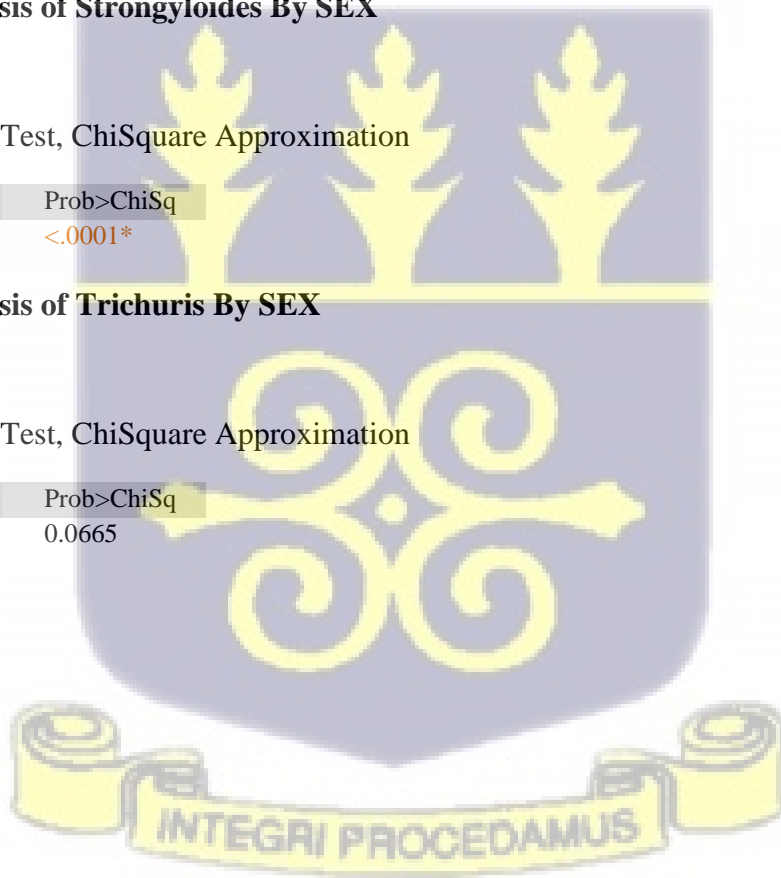 sis of Strongyloides By SEX
Test, ChiSquare Approximation
Prob>ChiSq
<.0001*
sis of Trichuris By SEX
Test, ChiSquare Approximation
Prob>ChiSq
0.0665
INTEGRI PROCEDAMUS